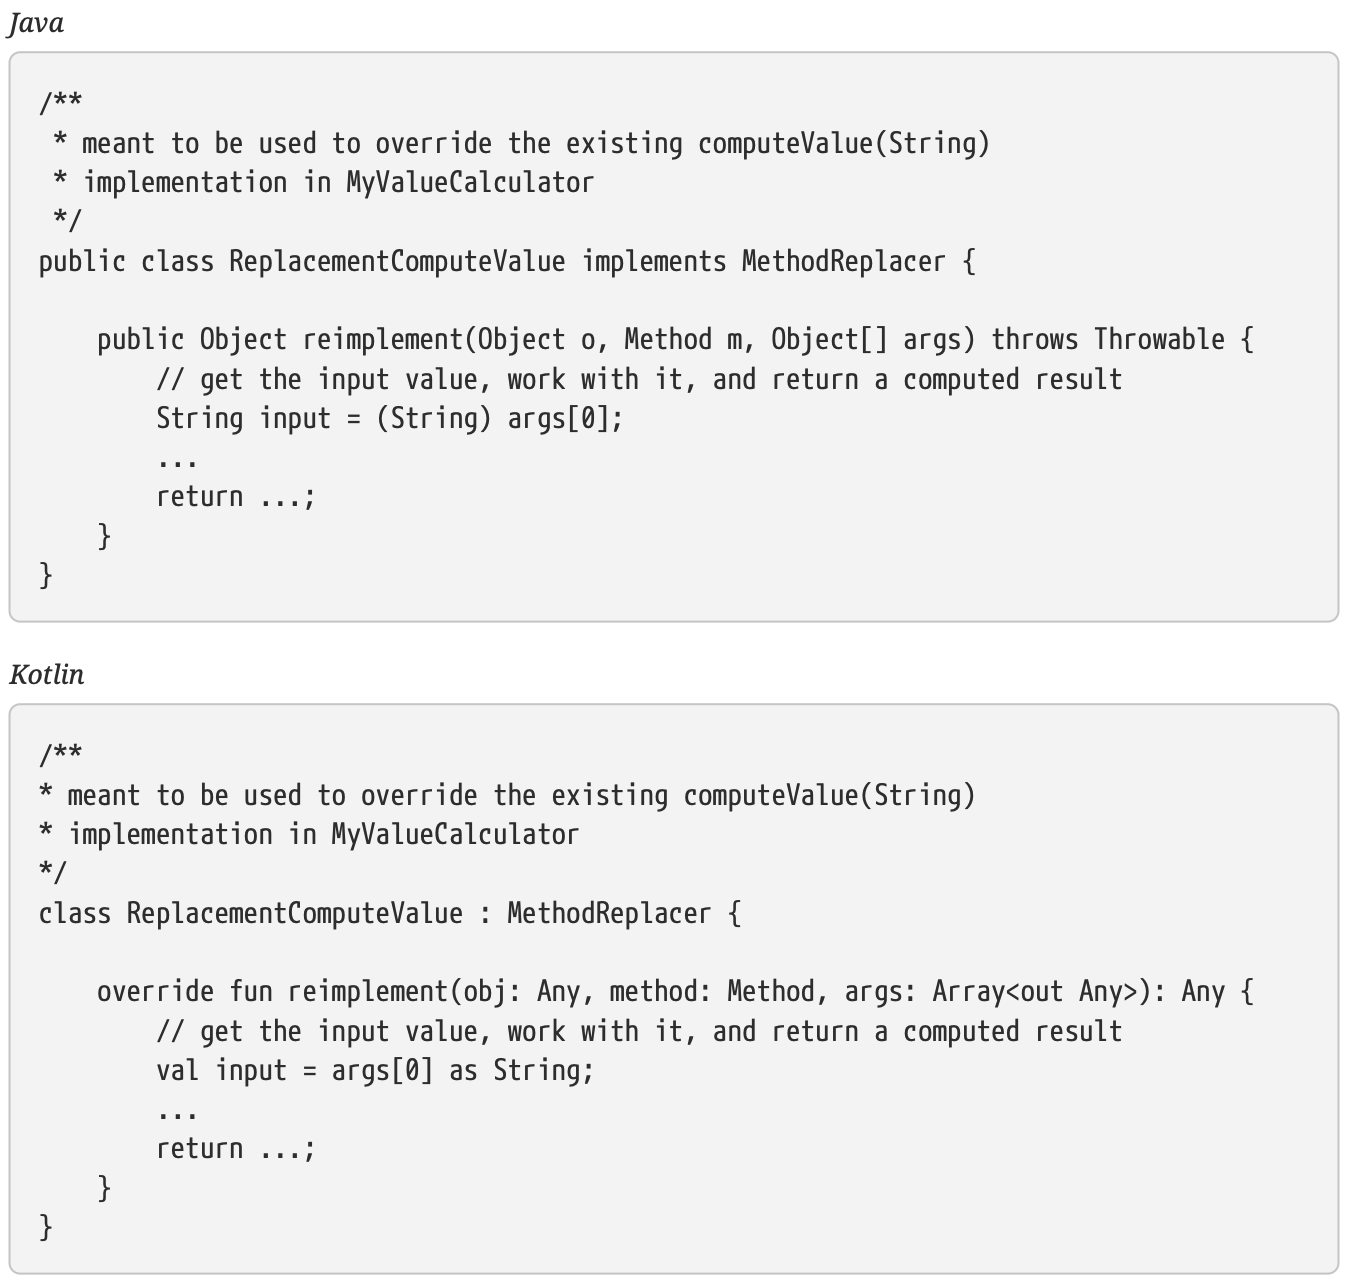 Java
/**
 * meant to be used to override the existing computeValue(String)
 * implementation in MyValueCalculator
 */
public class ReplacementComputeValue implements MethodReplacer {

    public Object reimplement(Object o, Method m, Object[] args) throws Throwable {
        // get the input value, work with it, and return a computed result
        String input = (String) args[0];
        ...
        return ...;
    }
}
Kotlin
/**
* meant to be used to override the existing computeValue(String)
* implementation in MyValueCalculator
*/
class ReplacementComputeValue : MethodReplacer {

    override fun reimplement(obj: Any, method: Method, args: Array<out Any>): Any {
        // get the input value, work with it, and return a computed result
        val input = args[0] as String;
        ...
        return ...;
    }
}